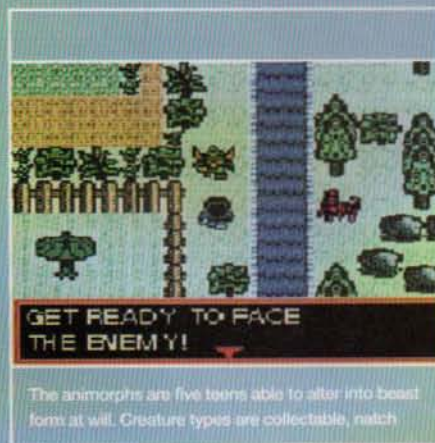 GET READY TO FACE
THE ENEMY!
The animorphs are five teens able to alter into beast
form at will. Creature types are collectable, natch